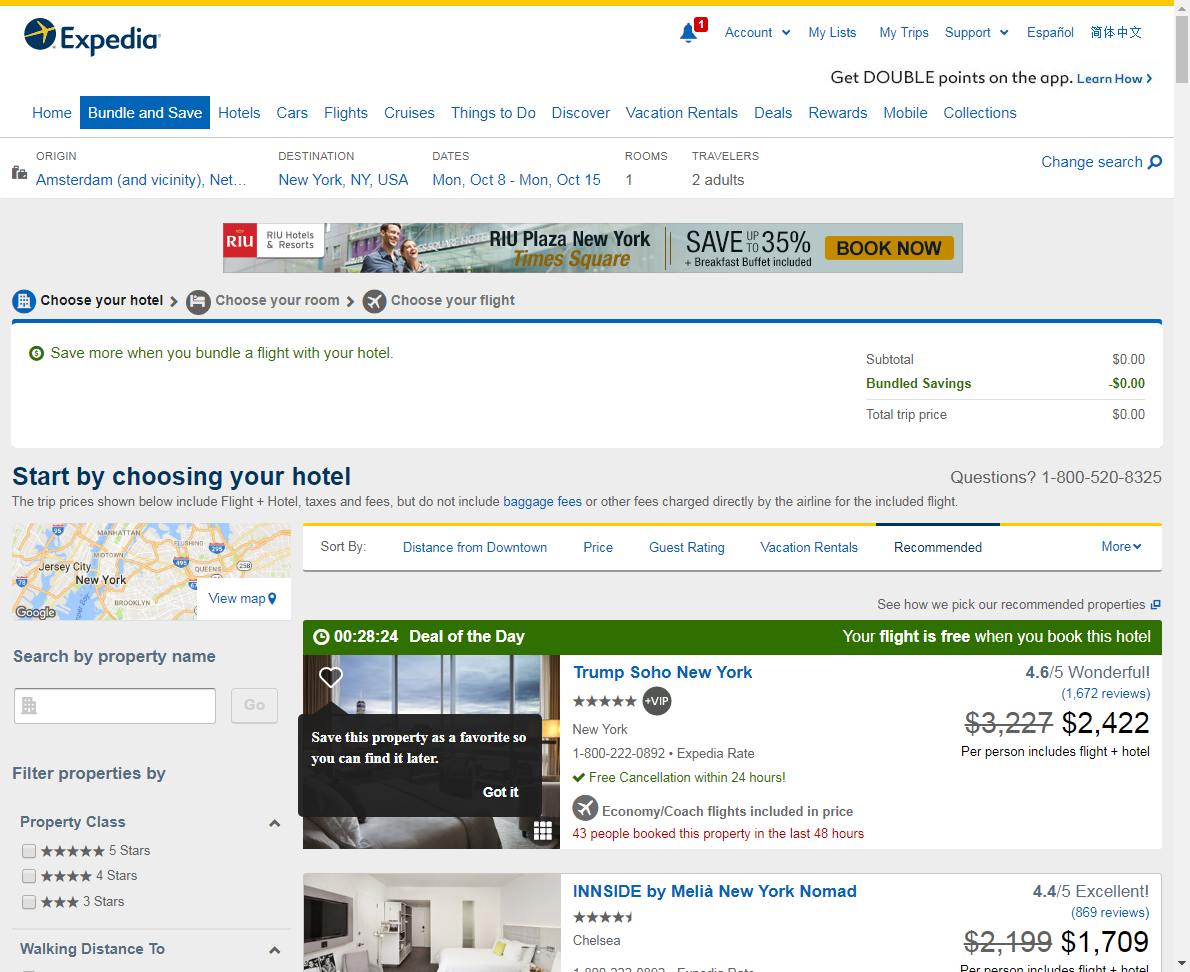 Expedia
1
Account
My Lists
My Trips
Support
Español
简体中文
Get DOUBLE points on the app. Learn How
Home
Bundle and Save
Hotels
Cars
Flights
Cruises
Things to Do
Discover
Vacation Rentals
Deals
Rewards
Mobile
Collections
ORIGIN
DESTINATION
DATES
ROOMS
TRAVELERS
Change search
Amsterdam (and vicinity), Net…
New York, NY, USA
Mon, Oct 8 - Mon, Oct 15
1
2 adults
RIU
RIU Hotels
& Resorts
RIU Plaza New York
Times Square
SAVE UP TO 35%
+ Breakfast Buffet included
BOOK NOW
Choose your hotel
Choose your room
Choose your flight
Save more when you bundle a flight with your hotel.
Subtotal $0.00
Bundled Savings -$0.00
Total trip price $0.00
Start by choosing your hotel
Questions? 1-800-520-8325
The trip prices shown below include Flight + Hotel, taxes and fees, but do not include baggage fees or other fees charged directly by the airline for the included flight.
MANHATTAN
FLUSHING
MIDTOWN
Jersey City
QUEENS
New York
BROOKLYN
95
295
495
25B
78
Google
View map
Sort By:
Distance from Downtown
Price
Guest Rating
Vacation Rentals
Recommended
More
See how we pick our recommended properties
Search by property name
Go
Filter properties by
Property Class
5 Stars
4 Stars
3 Stars
Walking Distance To
00:28:24 Deal of the Day
Your flight is free when you book this hotel
Save this property as a favorite so
you can find it later.
Got it
Trump Soho New York
+VIP
New York
1-800-222-0892 • Expedia Rate
Free Cancellation within 24 hours!
Economy/Coach flights included in price
43 people booked this property in the last 48 hours
4.6/5 Wonderful!
(1,672 reviews)
$3,227 $2,422
Per person includes flight + hotel
INNSIDE by Melià New York Nomad
Chelsea
1-800-222-0892 • Expedia Rate
4.4/5 Excellent!
(869 reviews)
$2,199 $1,709
Per person includes flight + hotel